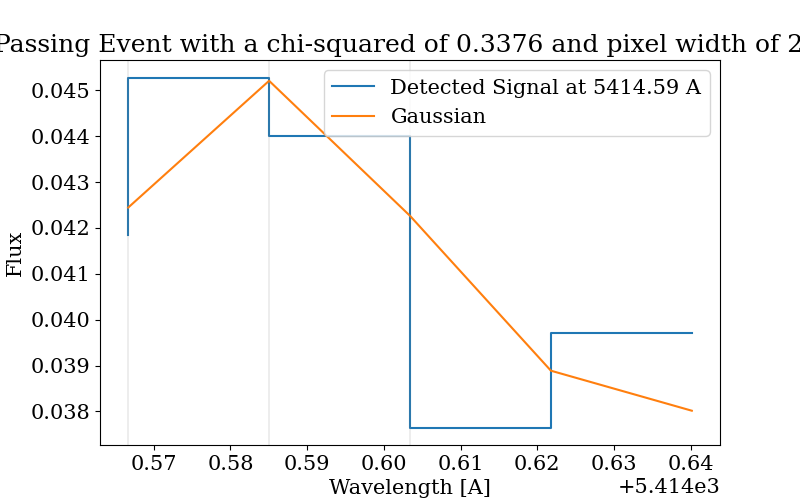 Passing Event with a chi-squared of 0.3376 and pixel width of 2
Detected Signal at 5414.59 A
Gaussian
0.045
0.044
0.043
0.042
0.041
0.040
0.039
0.038
Flux
0.57 0.58 0.59 0.60 0.61 0.62 0.63 0.64
+5.414e3
Wavelength [A]